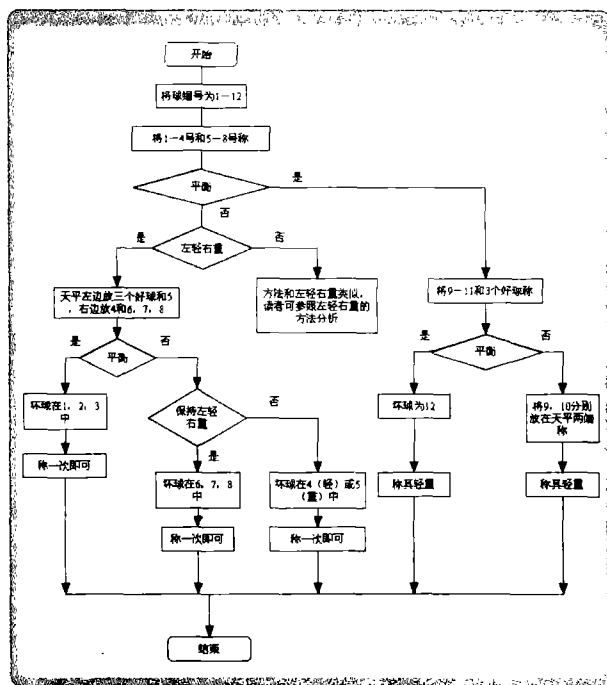 开始
将球编号为1－12
将1－4号和5－8号称
平衡
是
否
左轻右重
是
否
天平左边放三个好球和5
，右边放4和6，7，8
方法和左轻右重类似，
读者可参照左轻右重的
方法分析
将9－11和3个好球称
平衡
是
否
平衡
是
否
坏球在1，2，3
中
保持左轻
右重
否
是
坏球为12
将9，10分别
放在天平两端
称
称一次即可
坏球在6，7，8
中
坏球在4（轻）或5
（重）中
称其轻重
称其轻重
称一次即可
称一次即可
结束